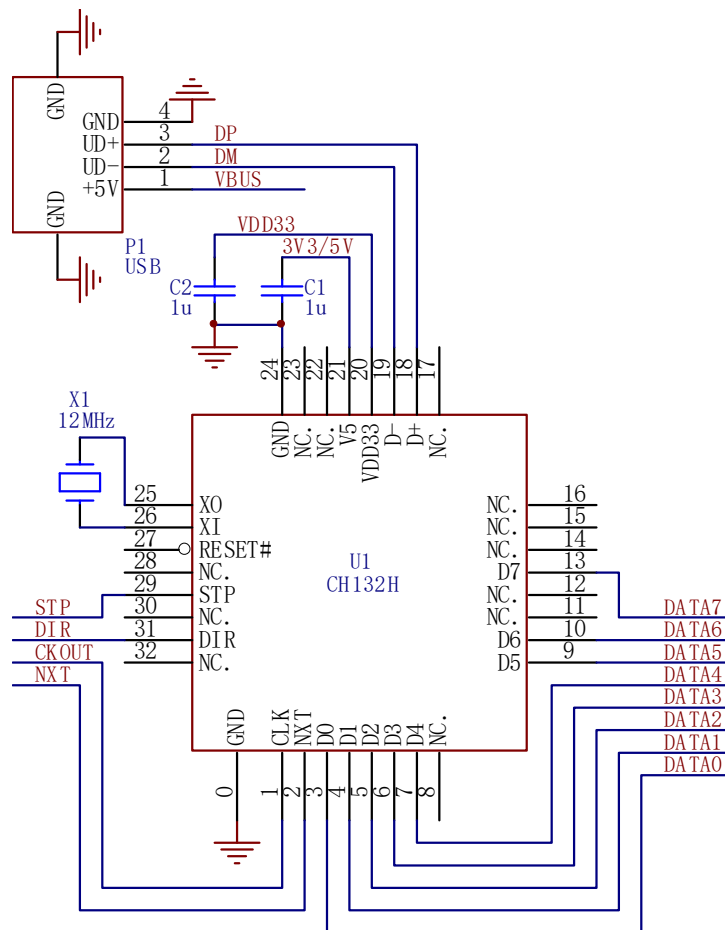 GND
GND 4
UD+ 3 DP
UD- 2 DM
+5V 1 VBUS
GND
P1
USB
VDD33
3V3/5V
C2
1u
C1
1u
24 23 22 21 20 19 18 17
GND NC. NC. V5 VDD33 D- D+ NC.
X1
12MHz
25 XO
26 XI
27 RESET#
28 NC.
29 STP
30 NC.
31 DIR
32 NC.
STP
DIR
CKOUT
NXT
U1
CH132H
NC. 16
NC. 15
NC. 14
D7 13
NC. 12
NC. 11
D6 10
D5 9
DATA7
DATA6
DATA5
DATA4
DATA3
DATA2
DATA1
DATA0
GND CLK NXT D0 D1 D2 D3 D4 NC.
0 1 2 3 4 5 6 7 8